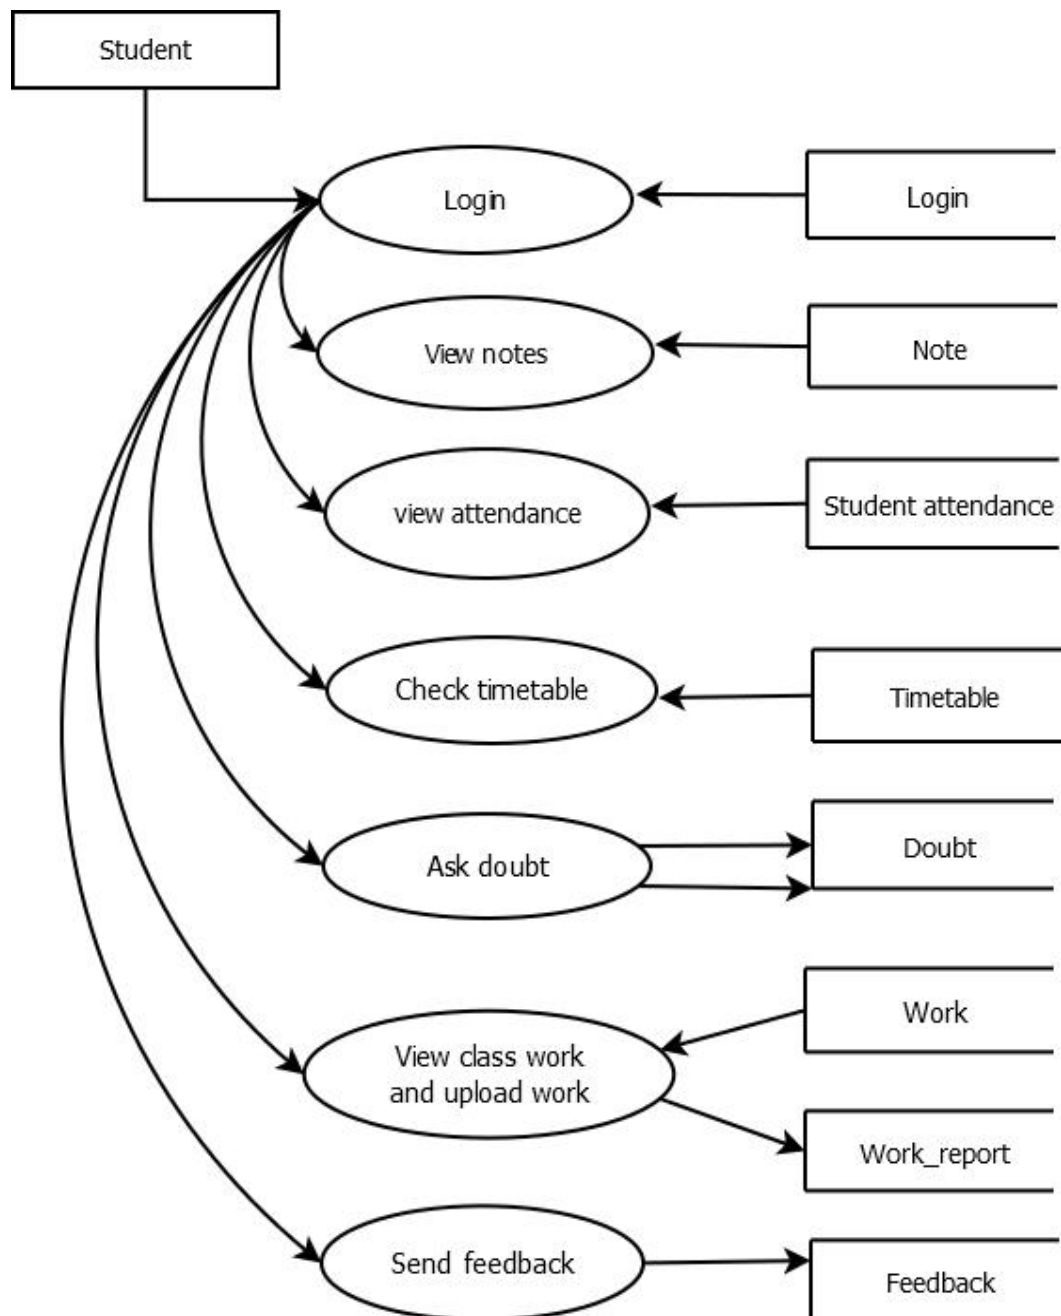 Student
Login
Login
View notes
Note
view attendance
Student attendance
Check timetable
Timetable
Ask doubt
Doubt
Work
View class work
and upload work
Work_report
Send feedback
Feedback